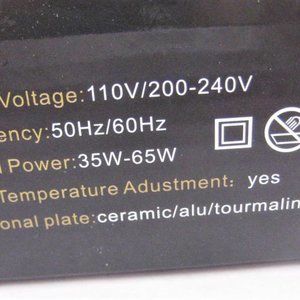 Voltage:110V/200-240V
ency:50Hz/60Hz
Power:35W-65W
Temperature Adustment: yes
onal plate:ceramic/alu/tourmalin